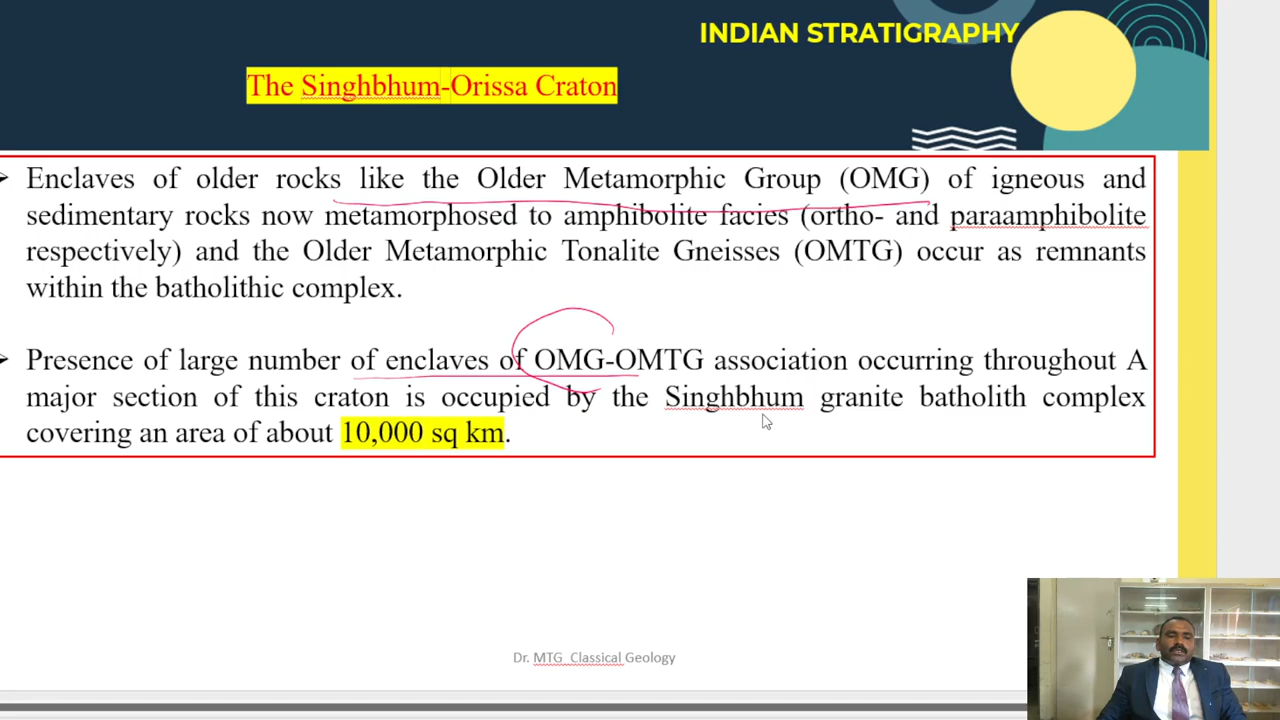 INDIAN STRATIGRAPHY
The Singhbhum-Orissa Craton
Enclaves of older rocks like the Older Metamorphic Group (OMG) of igneous and
sedimentary rocks now metamorphosed to amphibolite facies (ortho- and paraamphibolite
respectively) and the Older Metamorphic Tonalite Gneisses (OMTG) occur as remnants
within the batholithic complex.
Presence of large number of enclaves of OMG-OMTG association occurring throughout A
major section of this craton is occupied by the Singhbhum granite batholith complex
covering an area of about 10,000 sq km.
Dr. MTG Classical Geology